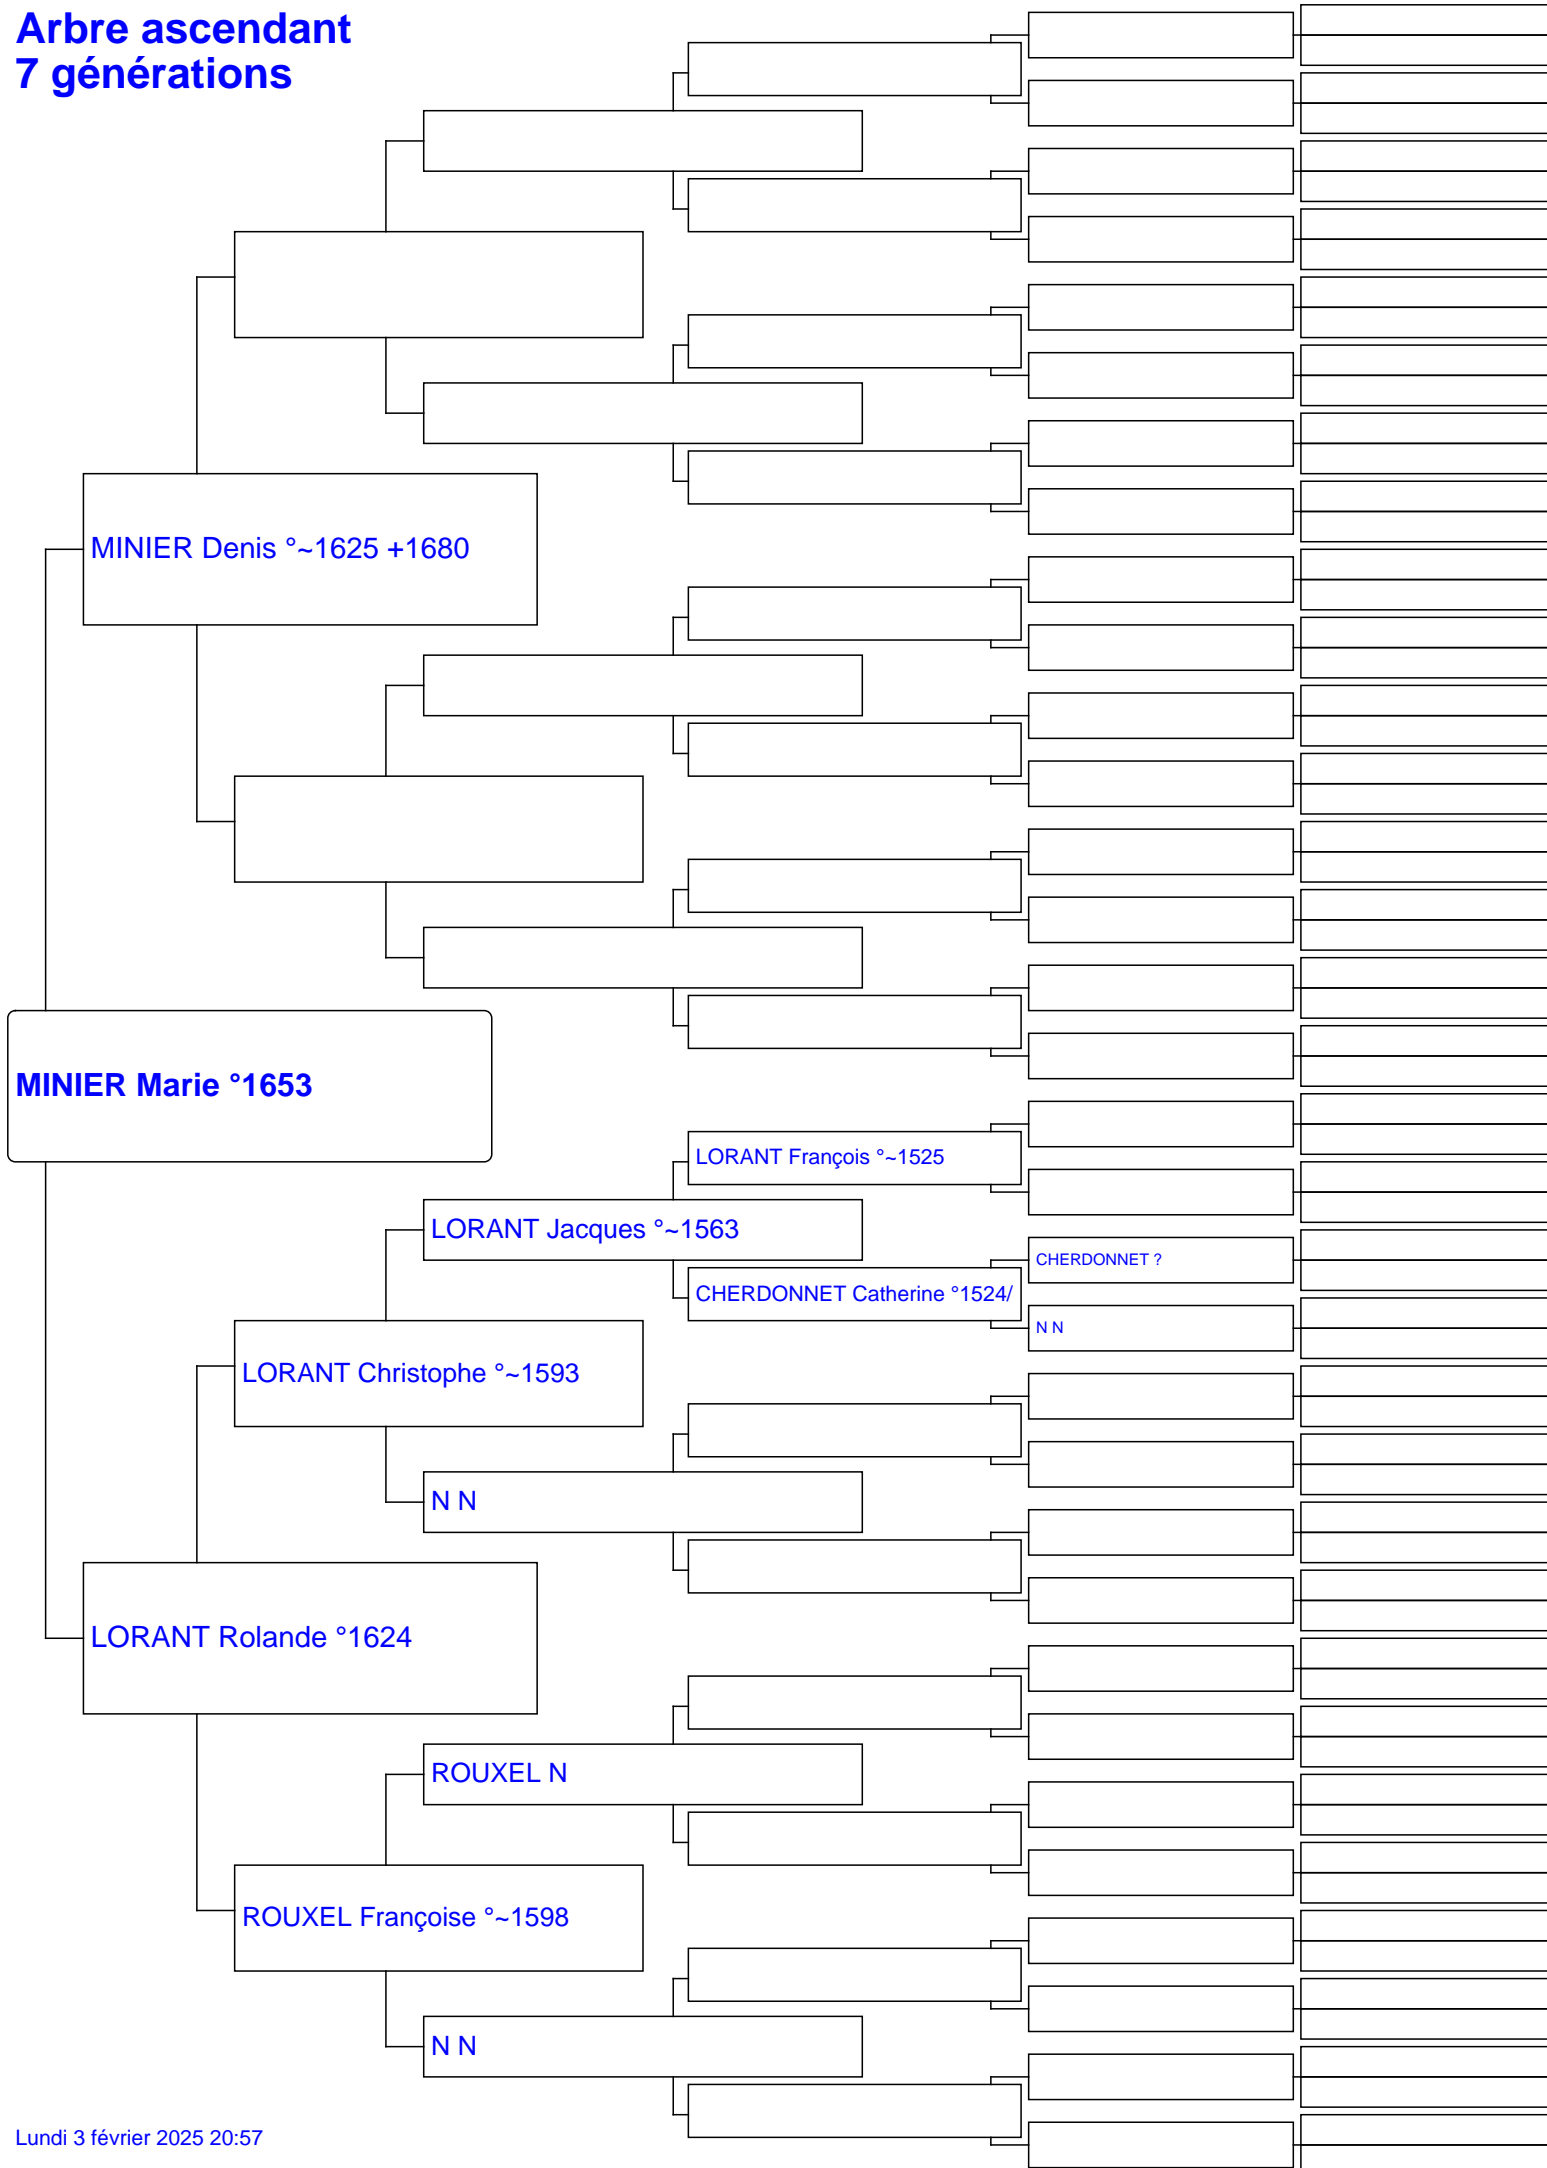 Arbre ascendant
7 générations
MINIER Denis °~1625 +1680
MINIER Marie °1653
LORANT François °~1525
LORANT Jacques °~1563
CHERDONNET ?
CHERDONNET Catherine °1524/
N N
LORANT Christophe °~1593
N N
LORANT Rolande °1624
ROUXEL N
ROUXEL Françoise °~1598
N N
Lundi 3 février 2025 20:57